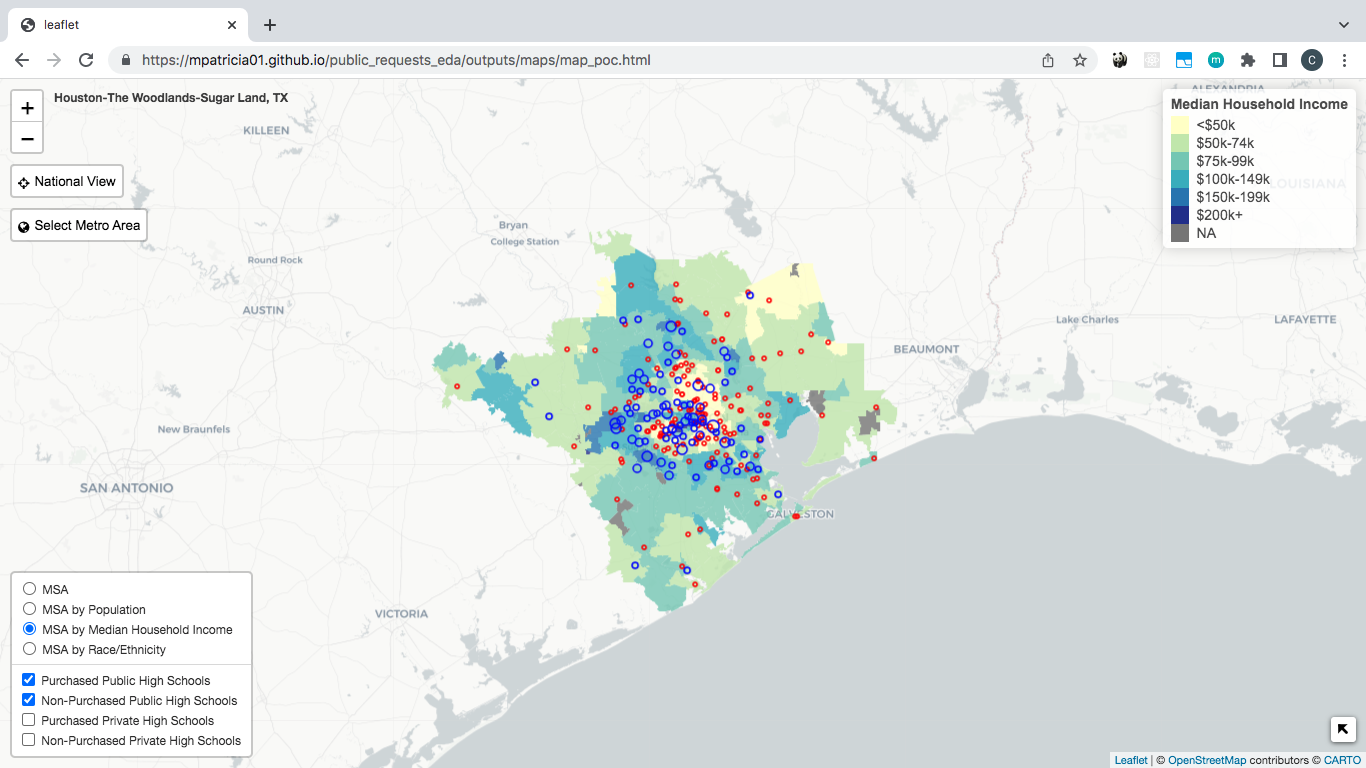 leaflet
https://mpatricia01.github.io/public_requests_eda/outputs/maps/map_poc.html
C
m
+
Houston-The Woodlands-Sugar Land, TX
−
National View
Select Metro Area
Median Household Income
<$50k
$50k-74k
$75k-99k
$100k-149k
$150k-199k
$200k+
NA
ALEXANDRIA
LOUISIANA
KILLEEN
Bryan
College Station
Round Rock
AUSTIN
Lake Charles
LAFAYETTE
BEAUMONT
New Braunfels
SAN ANTONIO
GALVESTON
VICTORIA
MSA
MSA by Population
MSA by Median Household Income
MSA by Race/Ethnicity
Purchased Public High Schools
Non-Purchased Public High Schools
Purchased Private High Schools
Non-Purchased Private High Schools
Leaflet | © OpenStreetMap contributors © CARTO